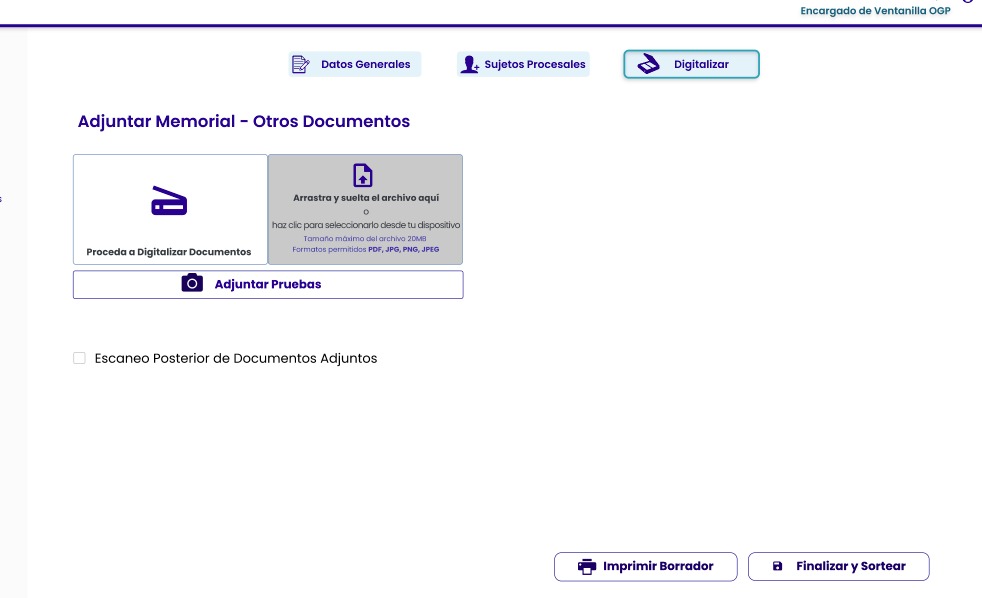 Encargado de Ventanilla OGP
Datos Generales
Sujetos Procesales
Digitalizar
Adjuntar Memorial - Otros Documentos
Proceda a Digitalizar Documentos
Arrastra y suelta el archivo aquí
o
haz clic para seleccionarlo desde tu dispositivo
Tamaño máximo del archivo 20MB
Formatos permitidos PDF, JPG, PNG, JPEG
Adjuntar Pruebas
Escaneo Posterior de Documentos Adjuntos
Imprimir Borrador
Finalizar y Sortear